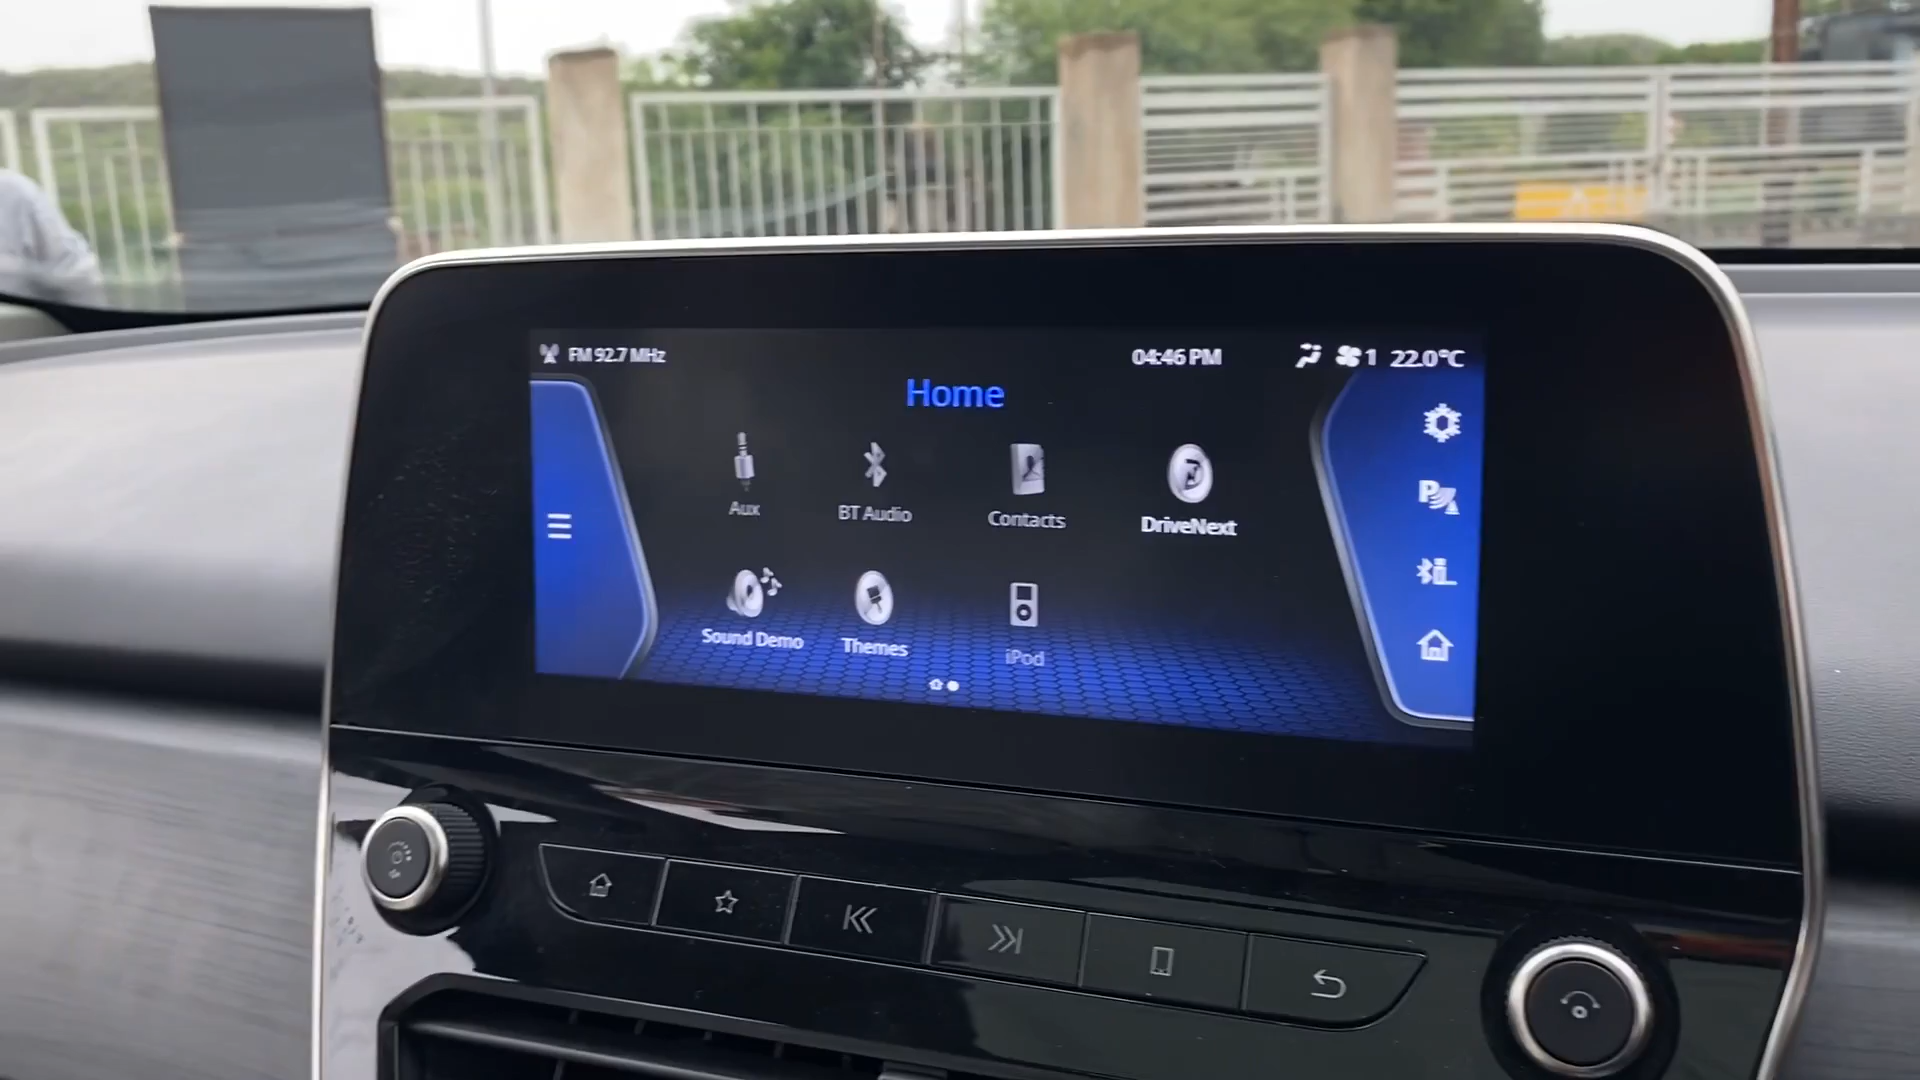 FM 92.7 MHz
04:46 PM
1 22.0°C
Home
Aux
BT Audio
Contacts
DriveNext
Sound Demo
Themes
iPod